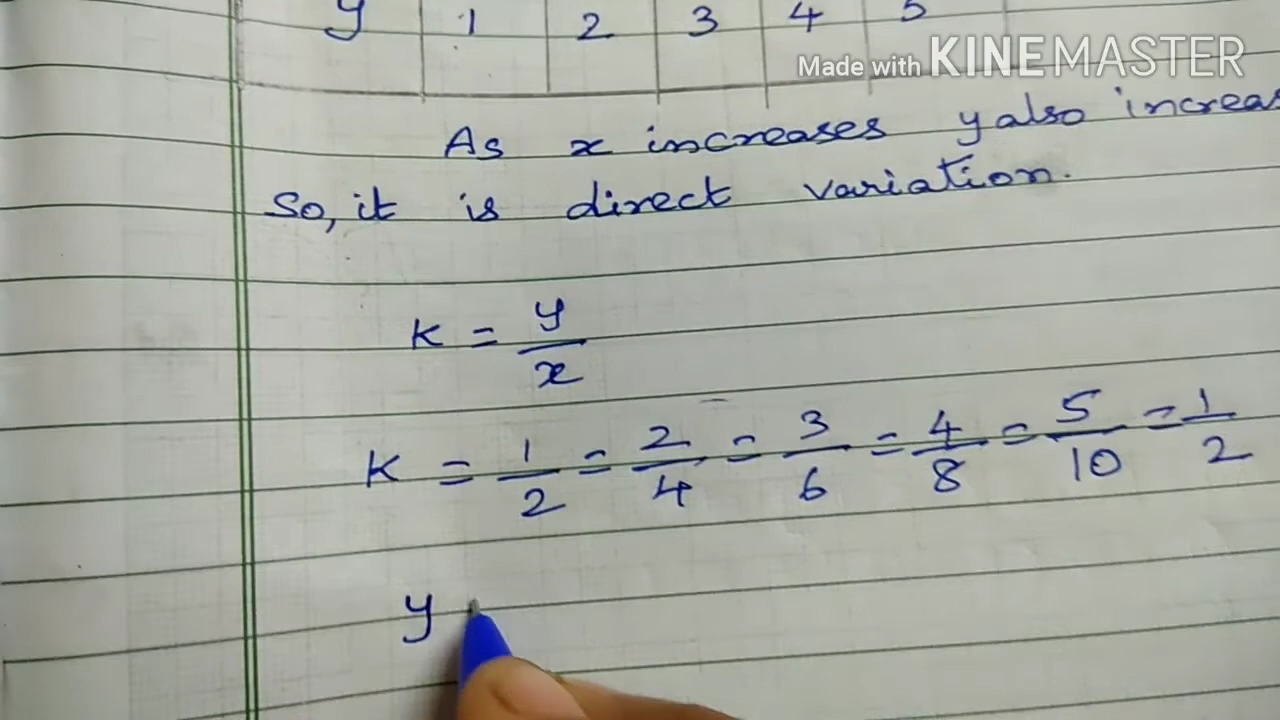 y 1 2 3 4 5
Made with KINEMASTER
As x increases y also increas
So, it is direct variation.
K = y/x
K = 1/2 = 2/4 = 3/6 = 4/8 = 5/10 = 1/2
y